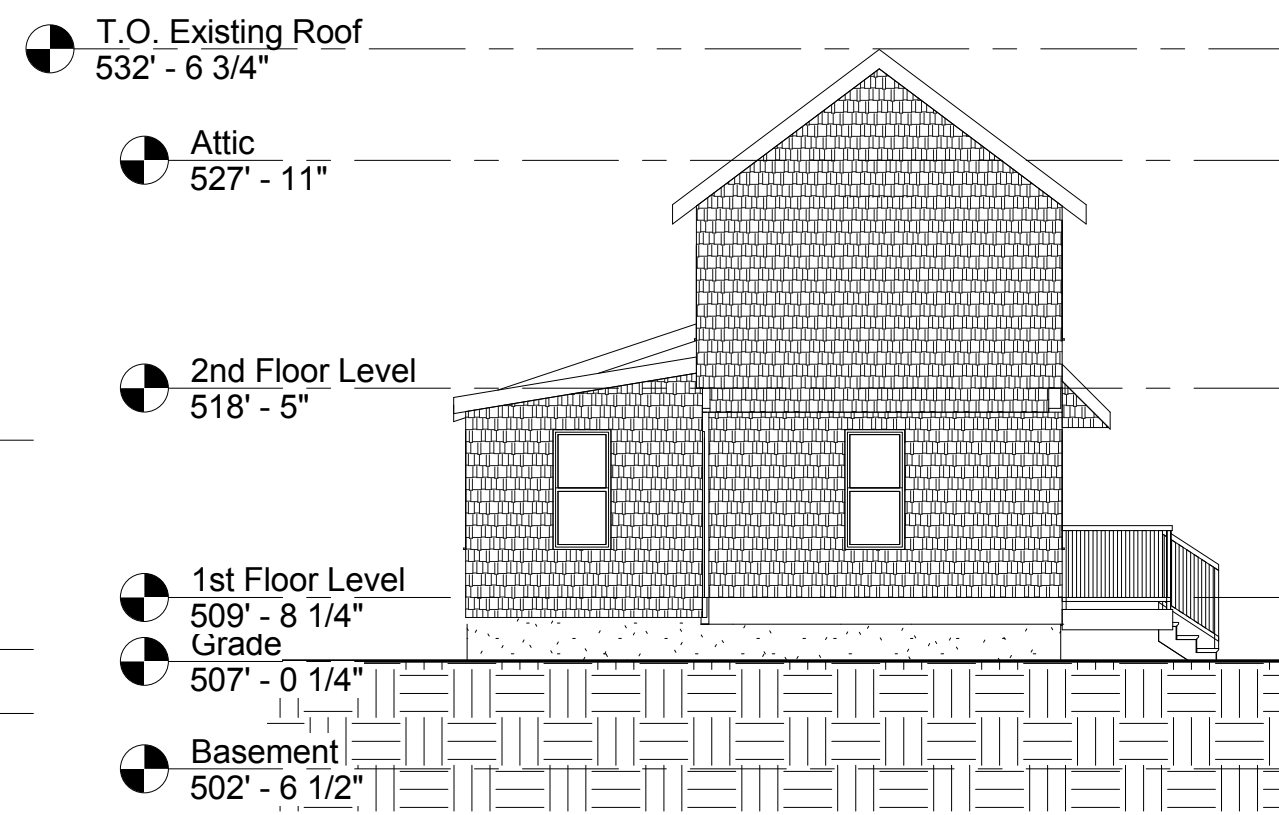 T.O. Existing Roof
532' - 6 3/4"
Attic
527' - 11"
2nd Floor Level
518' - 5"
1st Floor Level
509' - 8 1/4"
Grade
507' - 0 1/4"
Basement
502' - 6 1/2"